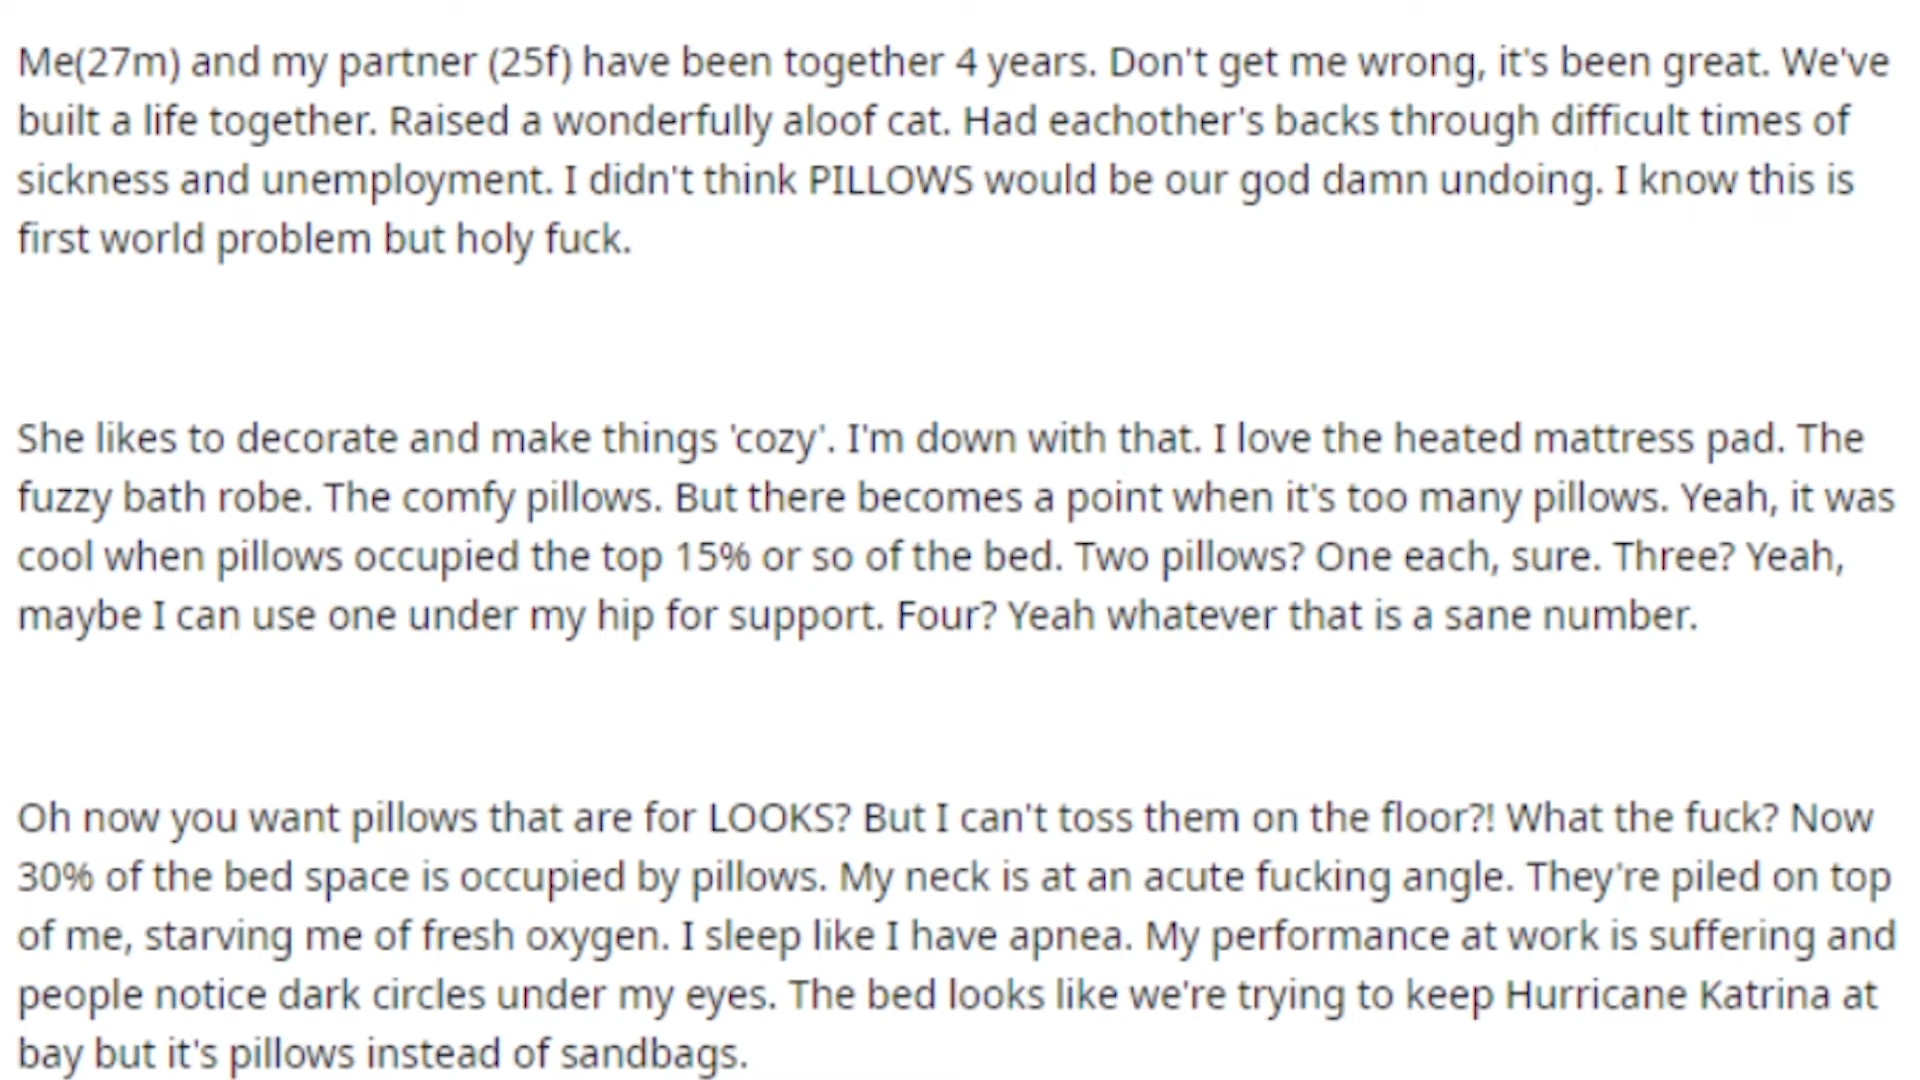 Me(27m) and my partner (25f) have been together 4 years. Don't get me wrong, it's been great. We've
built a life together. Raised a wonderfully aloof cat. Had eachother's backs through difficult times of
sickness and unemployment. I didn't think PILLOWS would be our god damn undoing. I know this is
first world problem but holy fuck.
She likes to decorate and make things 'cozy'. I'm down with that. I love the heated mattress pad. The
fuzzy bath robe. The comfy pillows. But there becomes a point when it's too many pillows. Yeah, it was
cool when pillows occupied the top 15% or so of the bed. Two pillows? One each, sure. Three? Yeah,
maybe I can use one under my hip for support. Four? Yeah whatever that is a sane number.
Oh now you want pillows that are for LOOKS? But I can't toss them on the floor?! What the fuck? Now
30% of the bed space is occupied by pillows. My neck is at an acute fucking angle. They're piled on top
of me, starving me of fresh oxygen. I sleep like I have apnea. My performance at work is suffering and
people notice dark circles under my eyes. The bed looks like we're trying to keep Hurricane Katrina at
bay but it's pillows instead of sandbags.